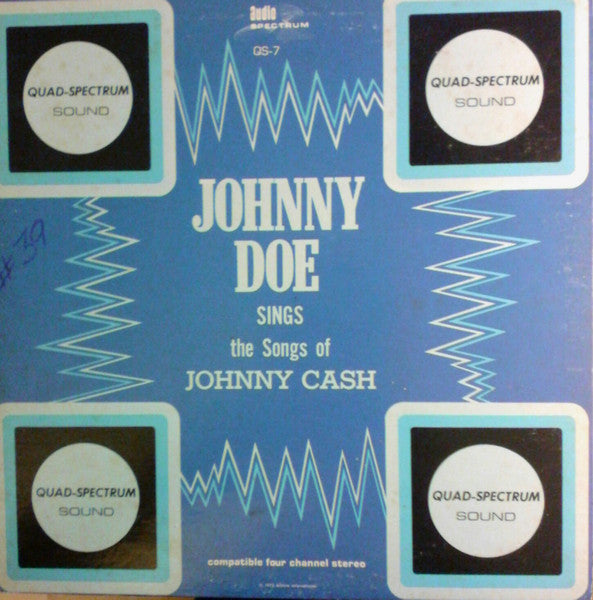 audio
SPECTRUM
QS-7
QUAD-SPECTRUM
SOUND
QUAD-SPECTRUM
SOUND
JOHNNY
DOE
SINGS
the Songs of
JOHNNY CASH
# 39
QUAD-SPECTRUM
SOUND
QUAD-SPECTRUM
SOUND
compatible four channel stereo